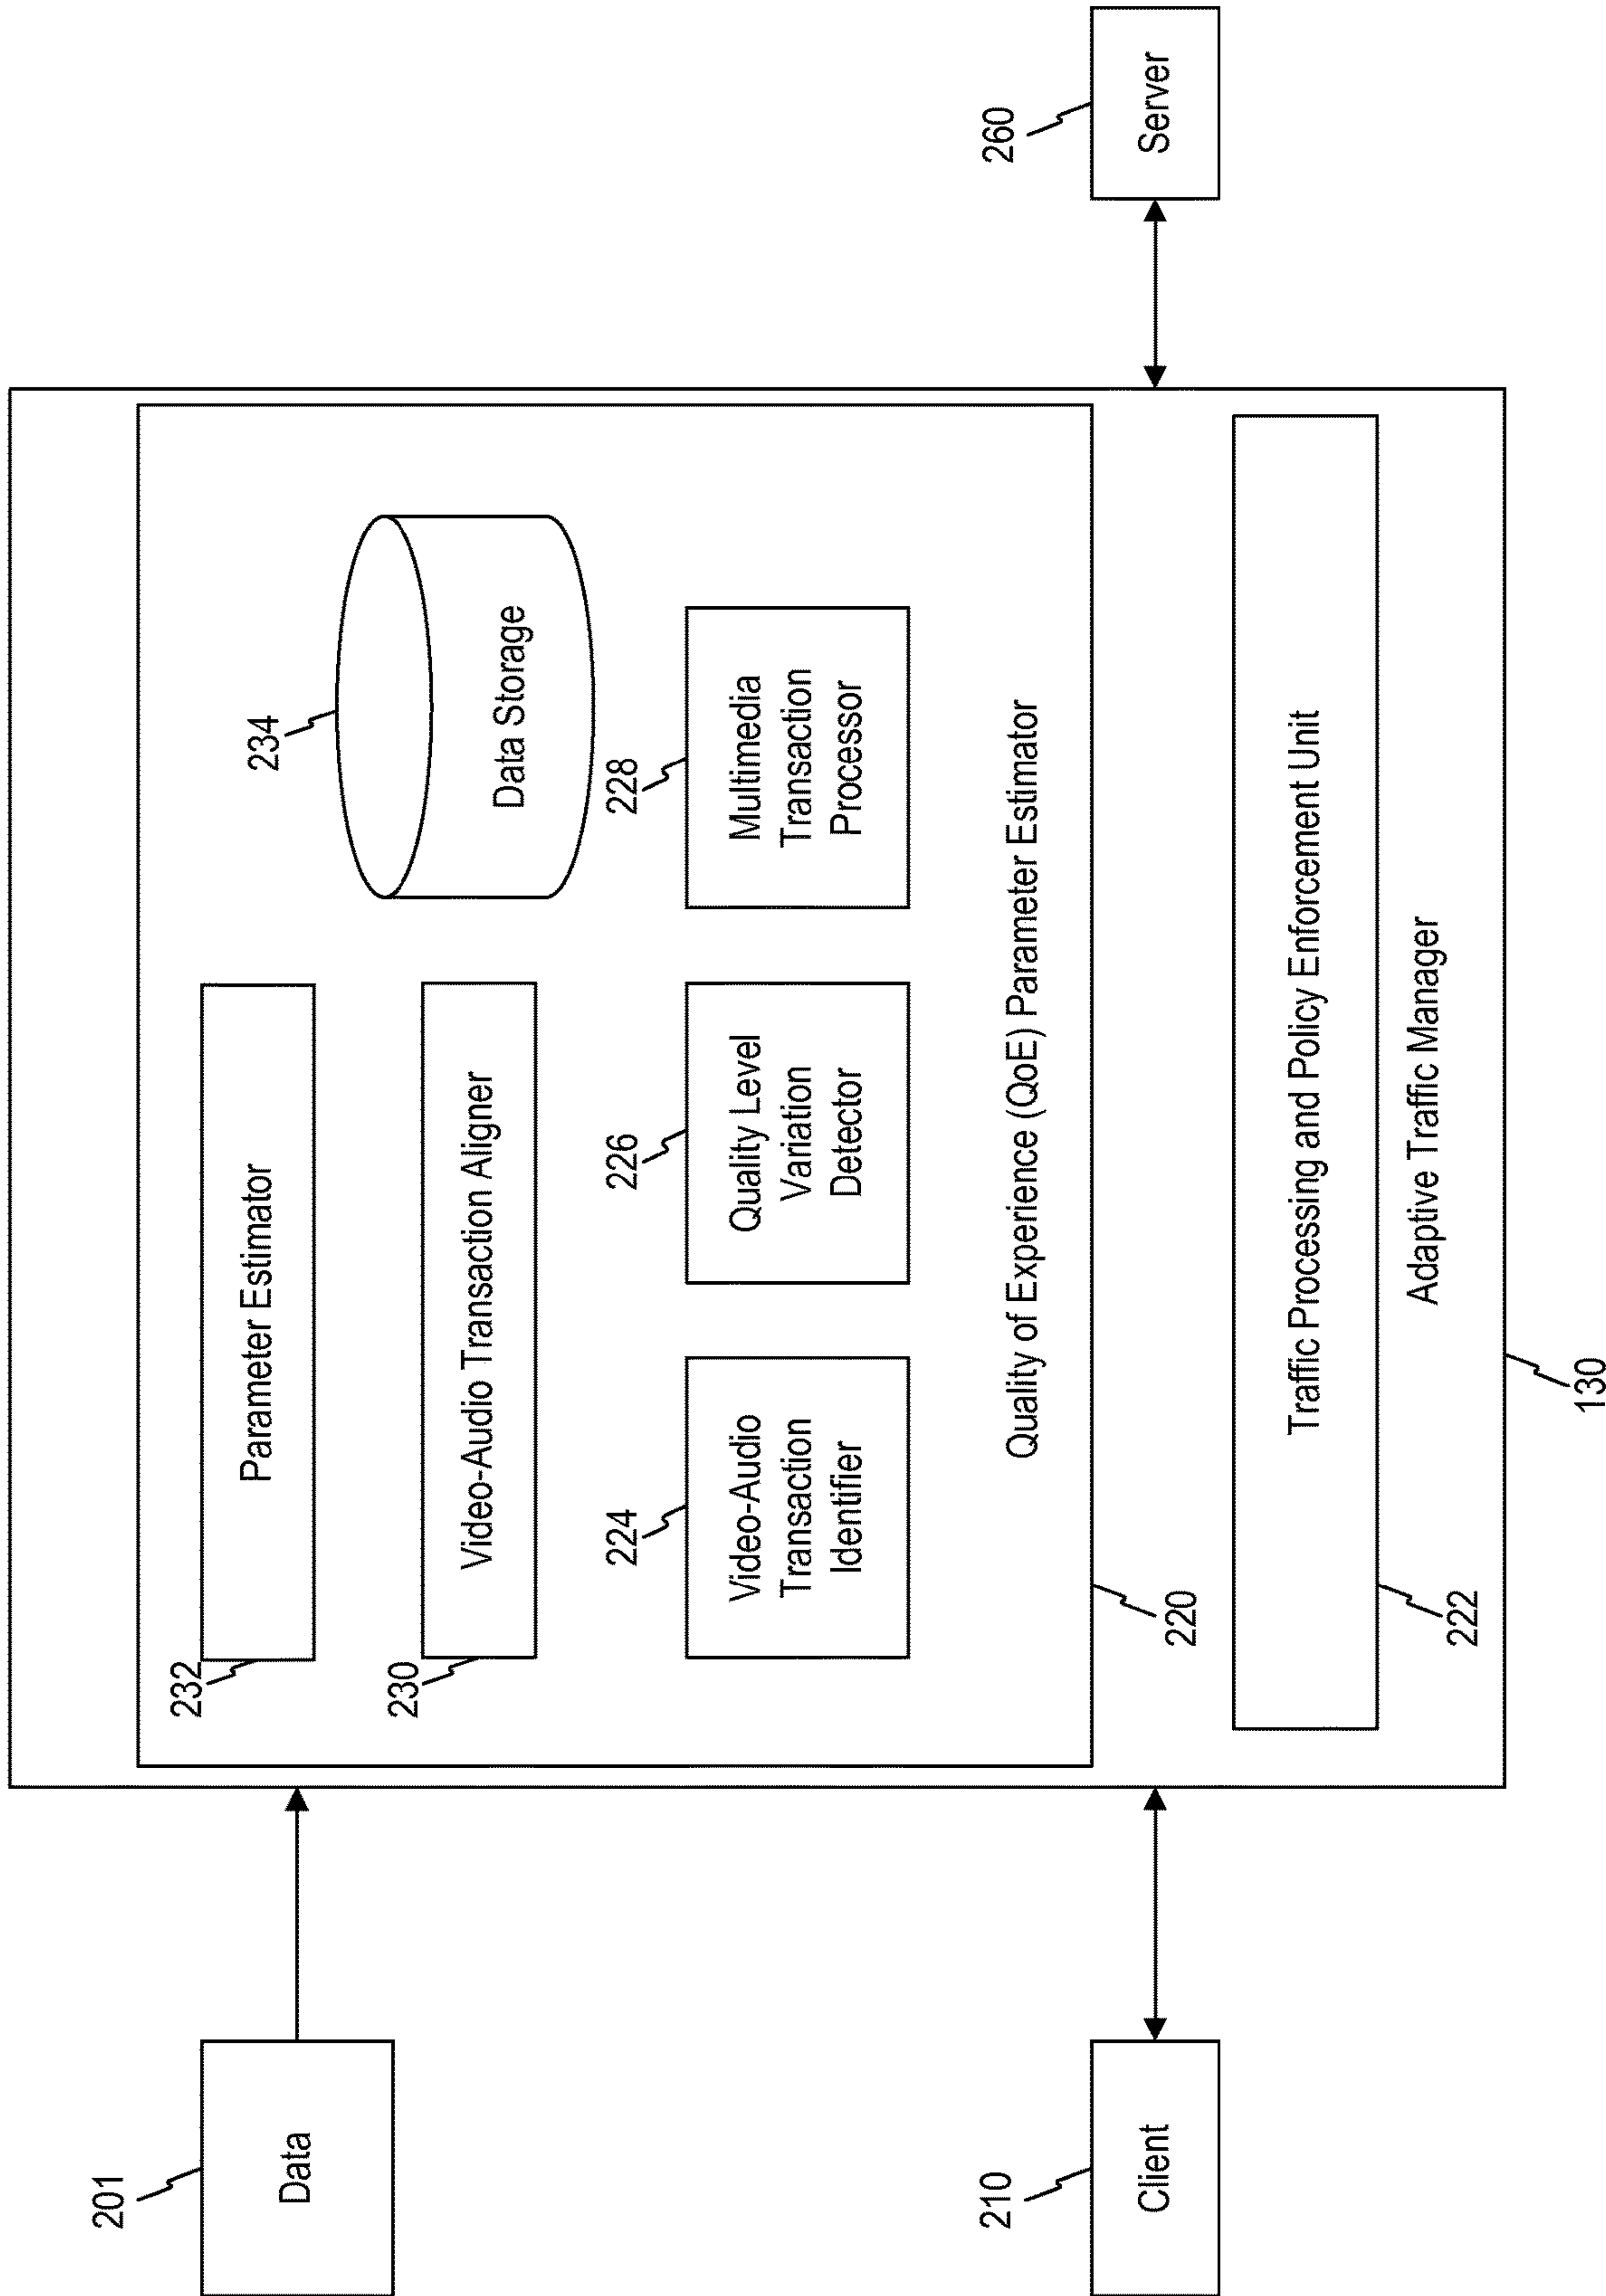 201
Data
232
Parameter Estimator
234
Data Storage
230
Video-Audio Transaction Aligner
224
Video-Audio
Transaction
Identifier
226
Quality Level
Variation
Detector
228
Multimedia
Transaction
Processor
Quality of Experience (QoE) Parameter Estimator
220
210
Client
260
Server
Traffic Processing and Policy Enforcement Unit
222
Adaptive Traffic Manager
130